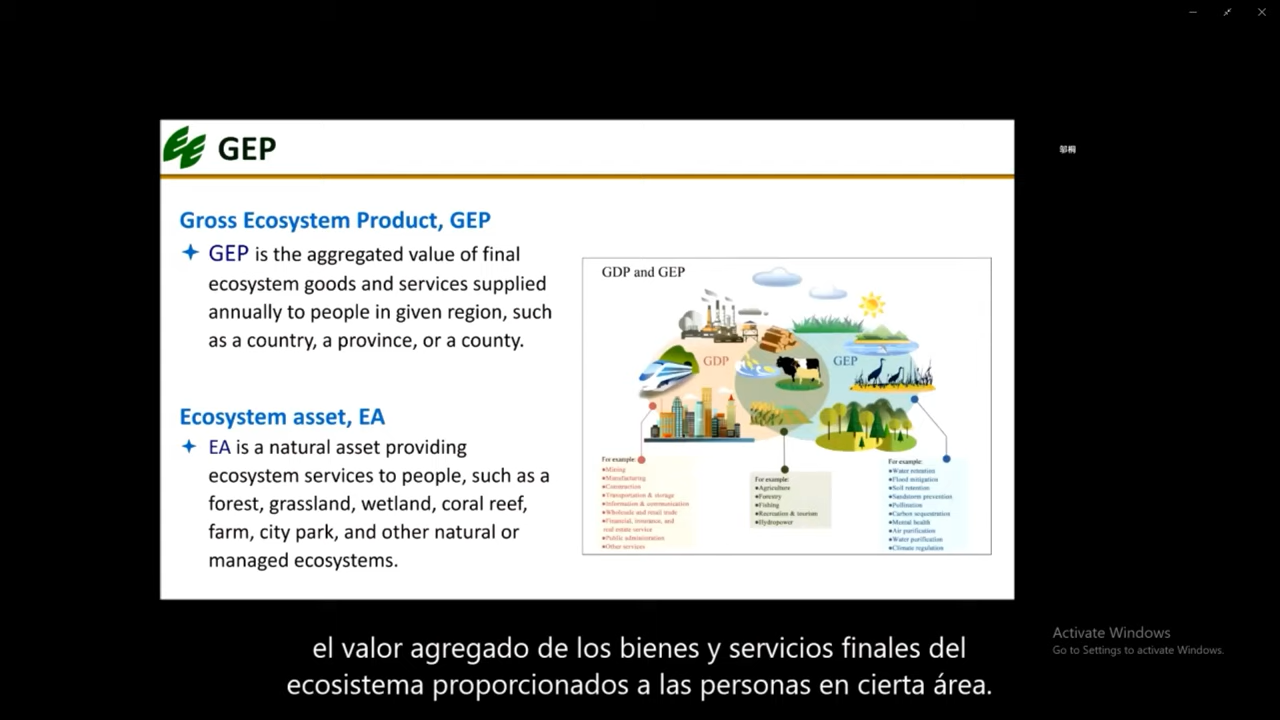 GEP
Gross Ecosystem Product, GEP
GEP is the aggregated value of final
ecosystem goods and services supplied
annually to people in given region, such
as a country, a province, or a county.
Ecosystem asset, EA
EA is a natural asset providing
ecosystem services to people, such as a
forest, grassland, wetland, coral reef,
farm, city park, and other natural or
managed ecosystems.
GDP and GEP
GDP
GEP
For example:
Mining
Manufacturing
Construction
Transportation & storage
Information & communication
Wholesale and retail trade
Financial, insurance, and
real estate service
Public administration
Other services
For example:
Agriculture
Forestry
Fishing
Recreation & tourism
Hydropower
For example:
Water retention
Flood mitigation
Soil retention
Sandstorm prevention
Pollination
Carbon sequestration
Mental health
Air purification
Water purification
Climate regulation
邹桐
Activate Windows
Go to Settings to activate Windows.
el valor agregado de los bienes y servicios finales del
ecosistema proporcionados a las personas en cierta área.